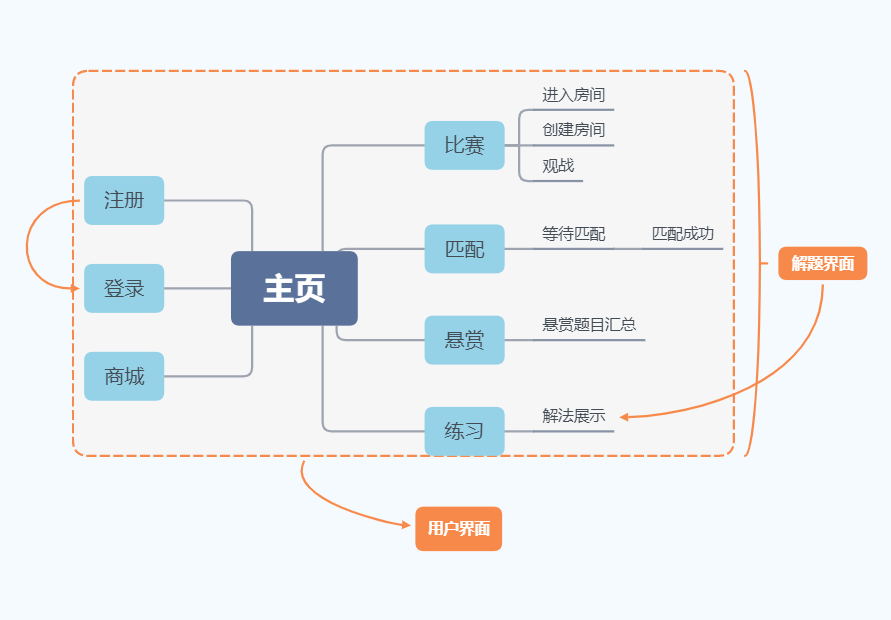 注册
登录
商城
主页
比赛
进入房间
创建房间
观战
匹配
等待匹配
匹配成功
悬赏
悬赏题目汇总
练习
解法展示
解题界面
用户界面